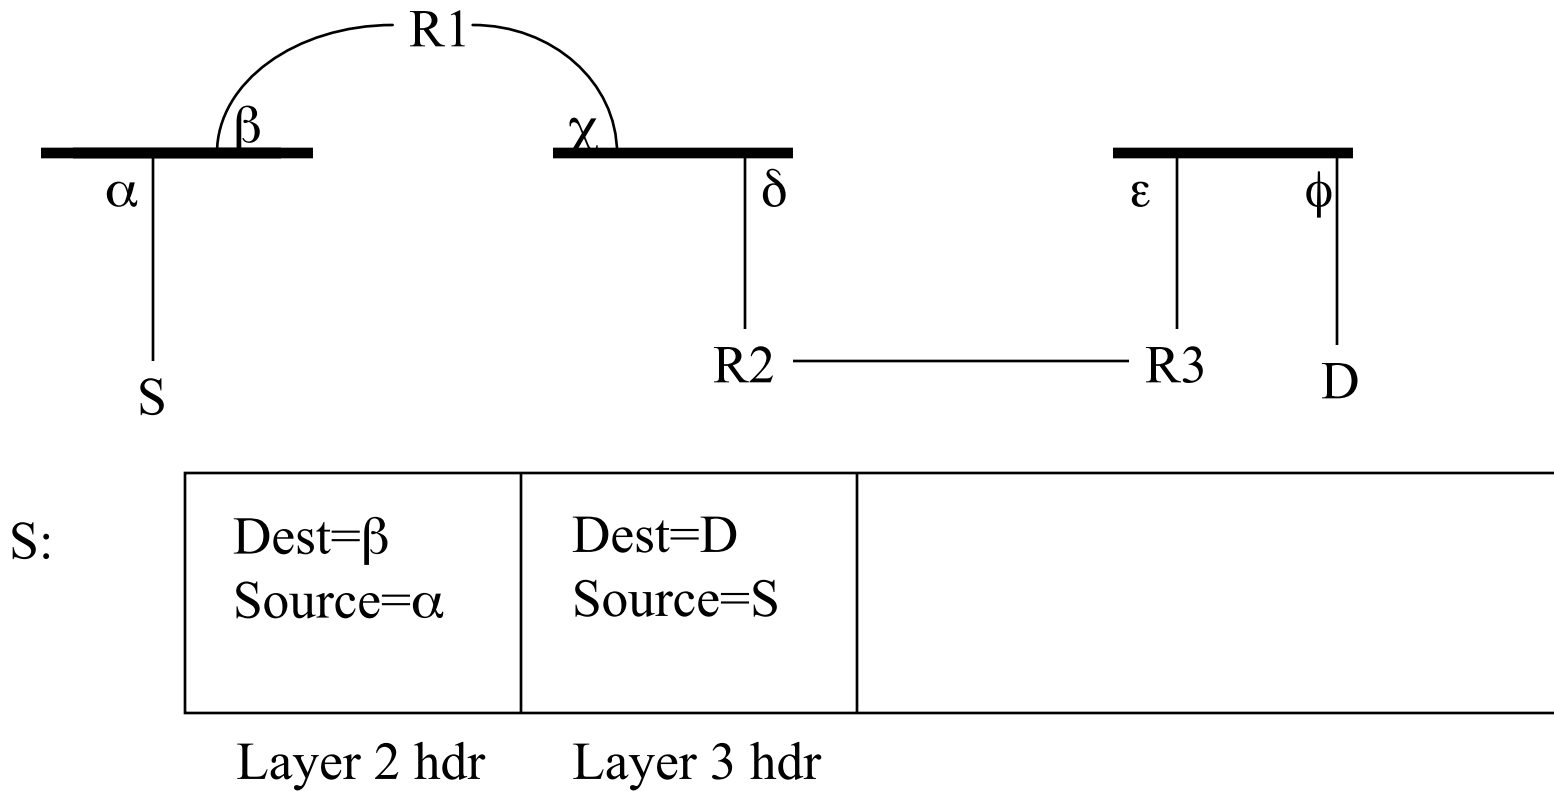 R1
β
χ
α
δ
ε
ϕ
R2
R3
D
S
S:
Dest=β
Source=α
Dest=D
Source=S
Layer 2 hdr
Layer 3 hdr